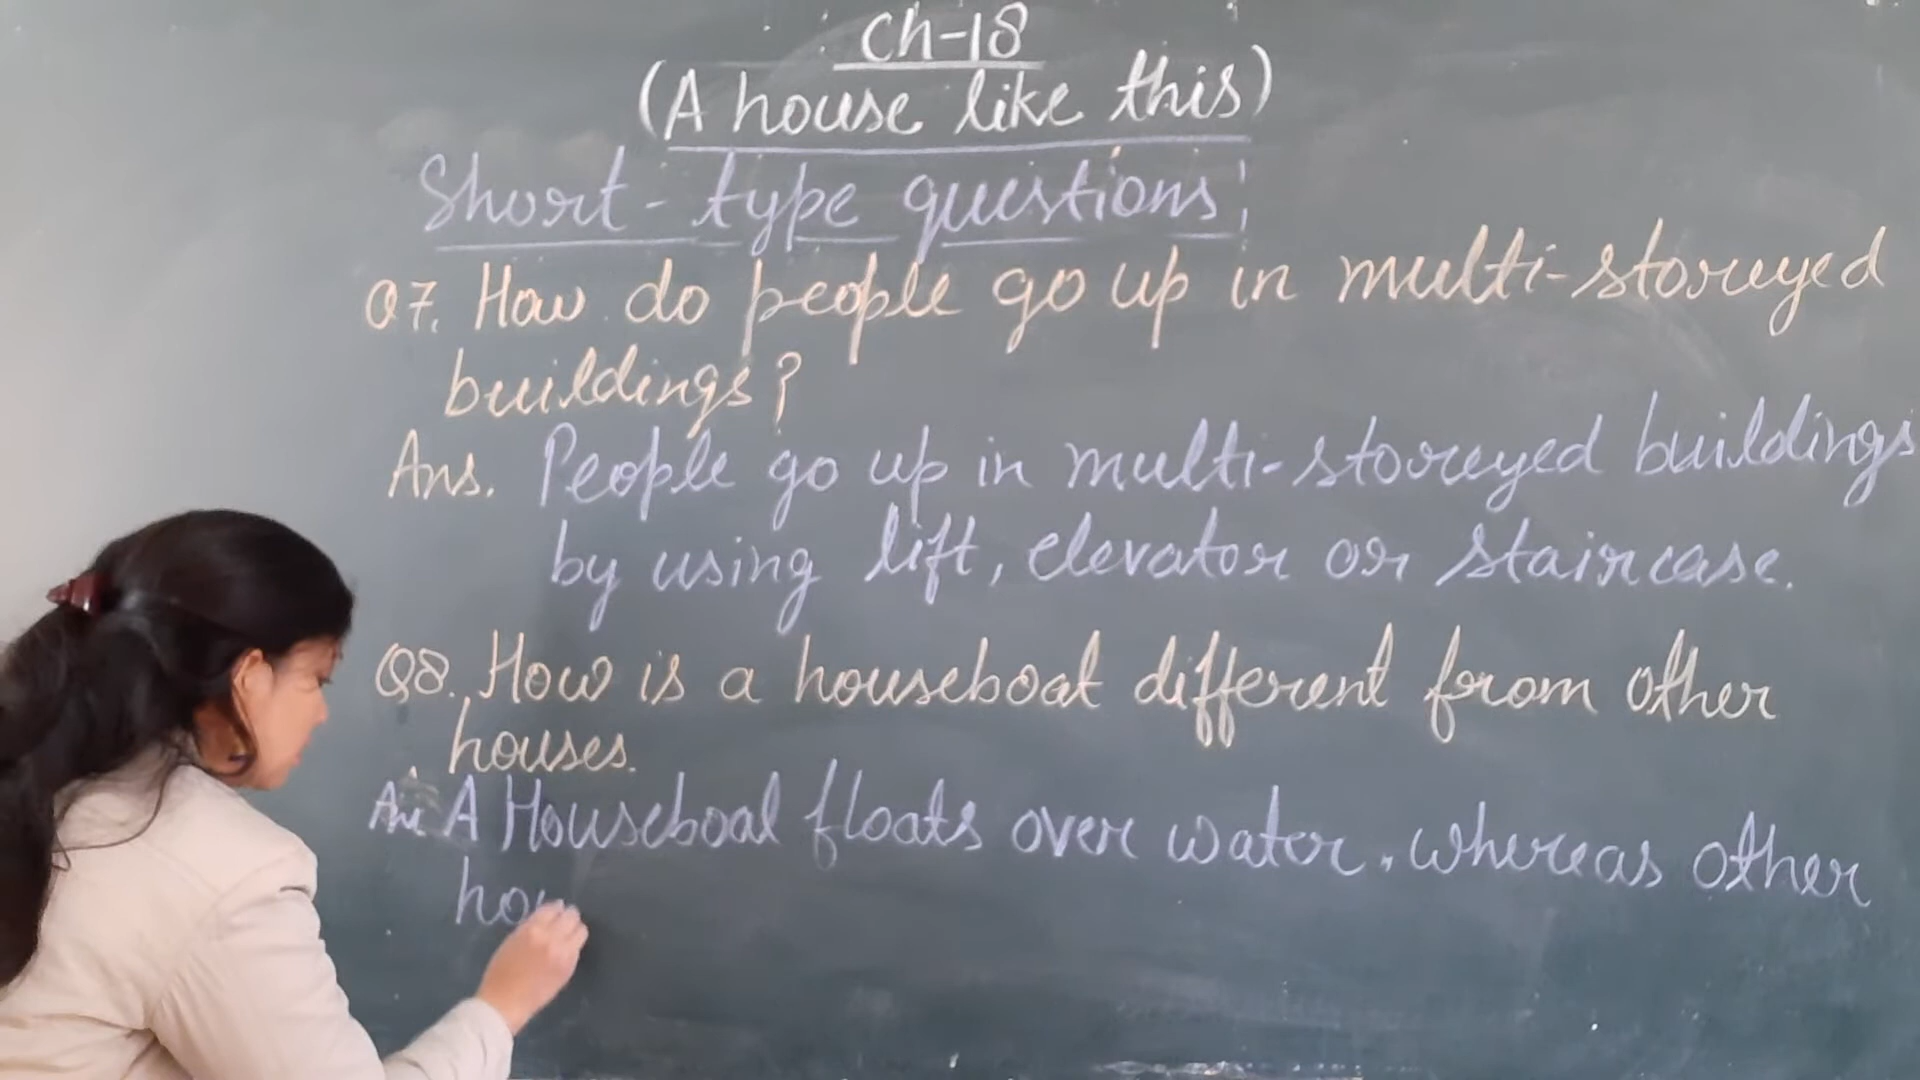 Ch-18
(A house like this)
Short-type questions:
Q7. How do people go up in multi-storeyed
buildings?
Ans. People go up in multi-storeyed buildings
by using lift, elevator or staircase.
Q8. How is a houseboat different from other
houses.
An A Houseboat floats over water, whereas other
hou